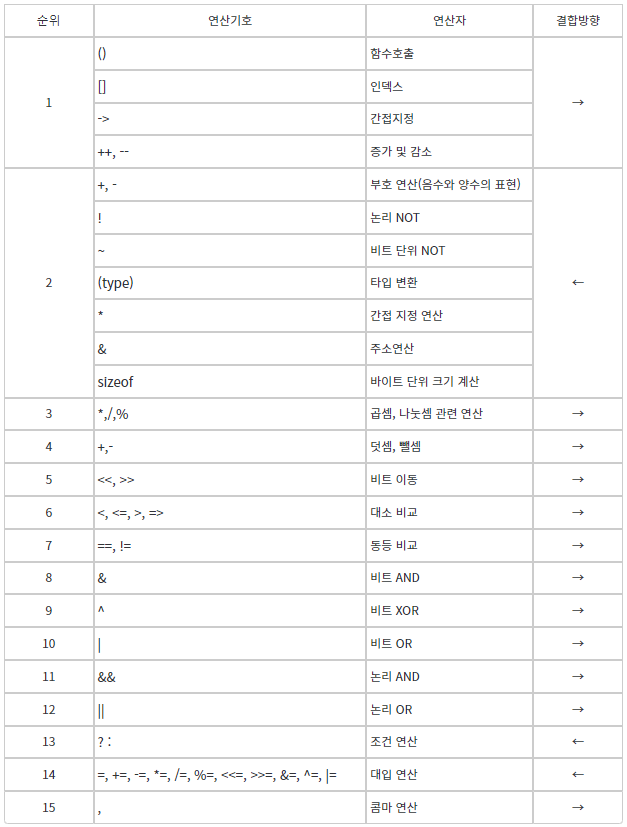 순위 연산기호 연산자 결합방향
1 () 함수호출 →
[] 인덱스
-> 간접지정
++, -- 증가 및 감소
2 +, - 부호 연산(음수와 양수의 표현) ←
! 논리 NOT
~ 비트 단위 NOT
(type) 타입 변환
* 간접 지정 연산
& 주소연산
sizeof 바이트 단위 크기 계산
3 *,/,% 곱셈, 나눗셈 관련 연산 →
4 +,- 덧셈, 뺄셈 →
5 <<, >> 비트 이동 →
6 <, <=, >, => 대소 비교 →
7 ==, != 동등 비교 →
8 & 비트 AND →
9 ^ 비트 XOR →
10 | 비트 OR →
11 && 논리 AND →
12 || 논리 OR →
13 ? : 조건 연산 ←
14 =, +=, -=, *=, /=, %=, <<=, >>=, &=, ^=, |= 대입 연산 ←
15 , 콤마 연산 →